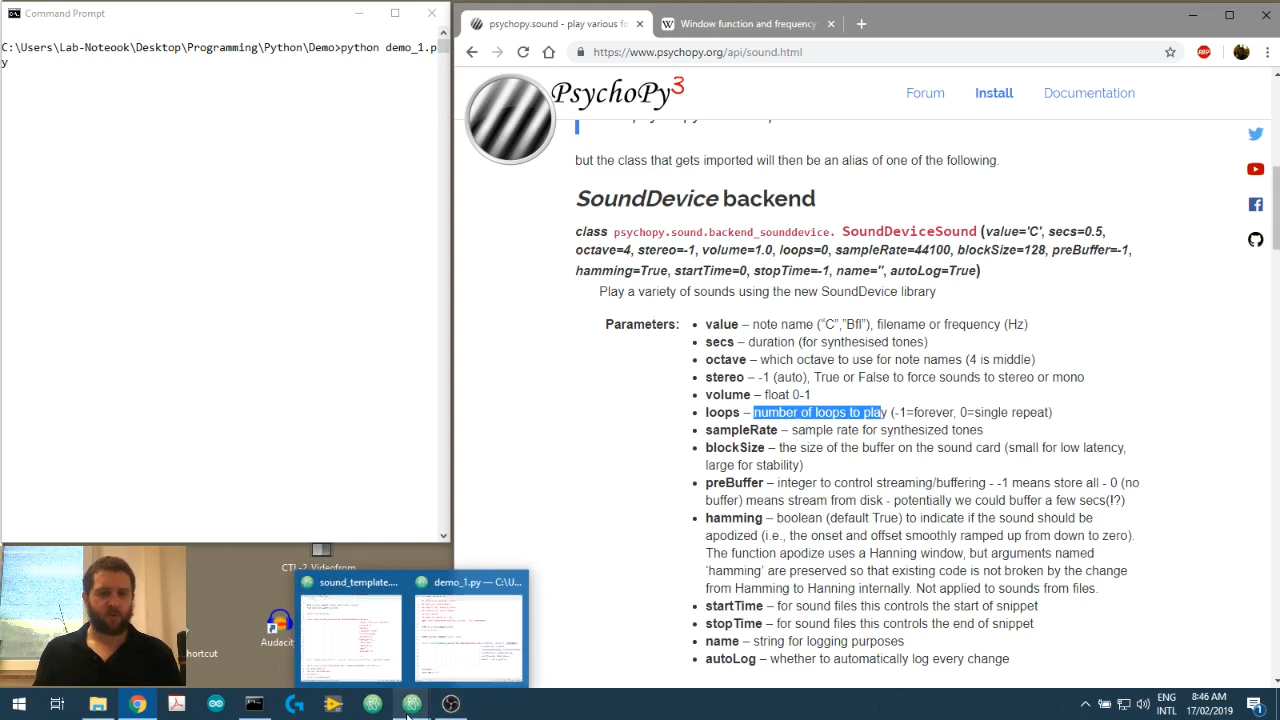 Command Prompt
C:\Users\Lab-Noteook\Desktop\Programming\Python\Demo>python demo_1.p
y
psychopy.sound - play various fo
Window function and frequency
https://www.psychopy.org/api/sound.html
ABP
PsychoPy3
Forum
Install
Documentation
but the class that gets imported will then be an alias of one of the following.
SoundDevice backend
class psychopy.sound.backend_sounddevice. SoundDeviceSound (value='C', secs=0.5,
octave=4, stereo=-1, volume=1.0, loops=0, sampleRate=44100, blockSize=128, preBuffer=-1,
hamming=True, startTime=0, stopTime=-1, name='', autoLog=True)
Play a variety of sounds using the new SoundDevice library
Parameters:
• value – note name ("C","Bfl"), filename or frequency (Hz)
• secs – duration (for synthesised tones)
• octave – which octave to use for note names (4 is middle)
• stereo – -1 (auto), True or False to force sounds to stereo or mono
• volume – float 0-1
• loops – number of loops to play (-1=forever, 0=single repeat)
• sampleRate – sample rate for synthesized tones
• blockSize – the size of the buffer on the sound card (small for low latency,
large for stability)
• preBuffer – integer to control streaming/buffering - -1 means store all - 0 (no
buffer) means stream from disk - potentially we could buffer a few secs(!?)
• hamming – boolean (default True) to indicate if the sound should be
apodized (i.e., the onset and offset smoothly ramped up from down to zero).
The function apodize uses a Hanning window, but arguments named
'hamming' are preserved so that existing code is not broken by the change
from Hamming to Hanning internally. Not applied to sounds from files.
• startTime – for sound files this controls the start of snippet
• stopTime – for sound files this controls the end of snippet
• name – string for logging purposes
• autoLog – whether to automatically log every change
CTL-2_Videofrom
Audacit
hortcut
sound_template....
demo_1.py — C:\U...
ENG
INTL
8:46 AM
17/02/2019